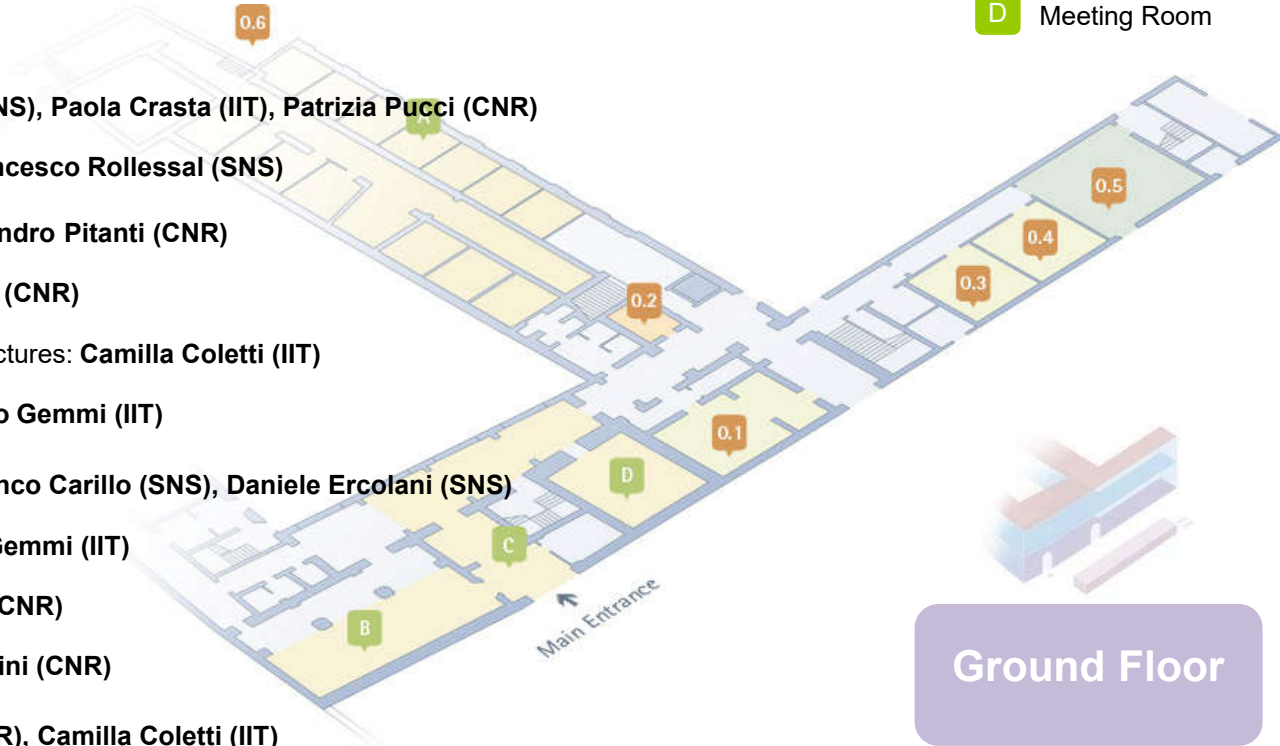 0.6
D Meeting Room
NS), Paola Crasta (IIT), Patrizia Pucci (CNR)
A
ncesco Rollessal (SNS)
0.5
ndro Pitanti (CNR)
0.4
0.3
(CNR)
0.2
ctures: Camilla Coletti (IIT)
o Gemmi (IIT)
0.1
D
nco Carillo (SNS), Daniele Ercolani (SNS)
C
Gemmi (IIT)
Main Entrance
CNR)
B
ini (CNR)
Ground Floor
R), Camilla Coletti (IIT)